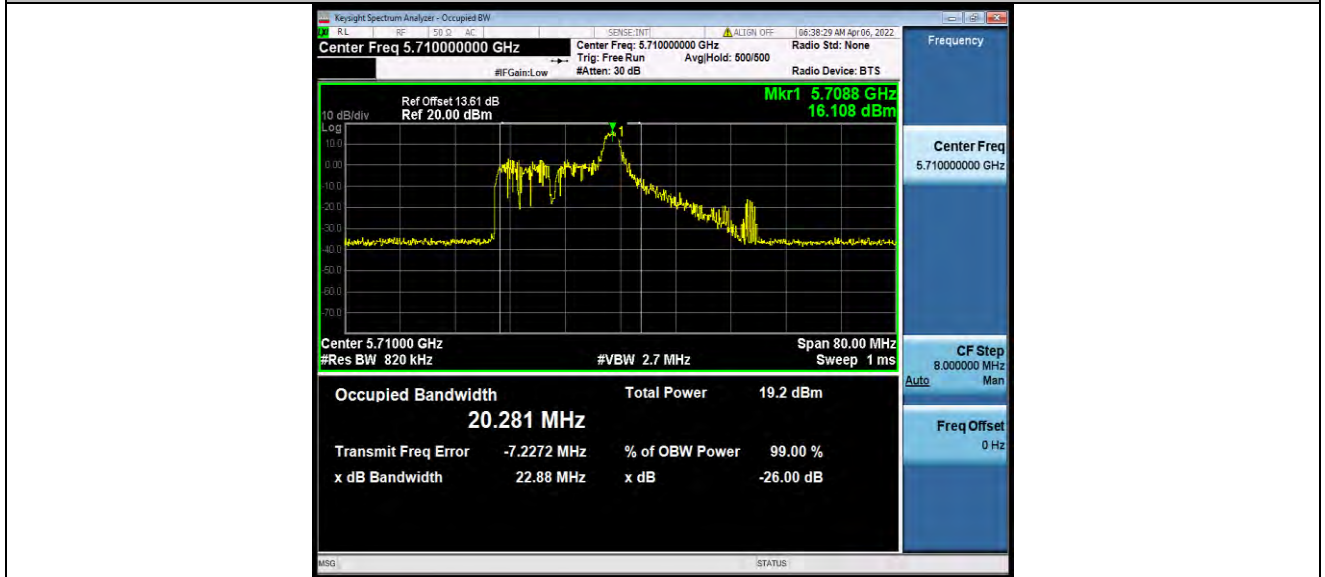 Keysight Spectrum Analyzer - Occupied BW
RL RF 50 Ω AC SENSE:INT ALIGN OFF 06:38:29 AM Apr 06, 2022
Center Freq 5.710000000 GHz
Center Freq: 5.710000000 GHz Radio Std: None
Trig: Free Run Avg|Hold: 500/500
#IFGain:Low #Atten: 30 dB Radio Device: BTS
Frequency
Mkr1 5.7088 GHz
16.108 dBm
Ref Offset 13.61 dB
10 dB/div Ref 20.00 dBm
Log
1
10.0
0.00
-10.0
-20.0
-30.0
-40.0
-50.0
-60.0
-70.0
Center 5.71000 GHz Span 80.00 MHz
#Res BW 820 kHz #VBW 2.7 MHz Sweep 1 ms
Occupied Bandwidth Total Power 19.2 dBm
20.281 MHz
Transmit Freq Error -7.2272 MHz % of OBW Power 99.00 %
x dB Bandwidth 22.88 MHz x dB -26.00 dB
Center Freq
5.710000000 GHz
CF Step
8.000000 MHz
Auto Man
Freq Offset
0 Hz
MSG STATUS